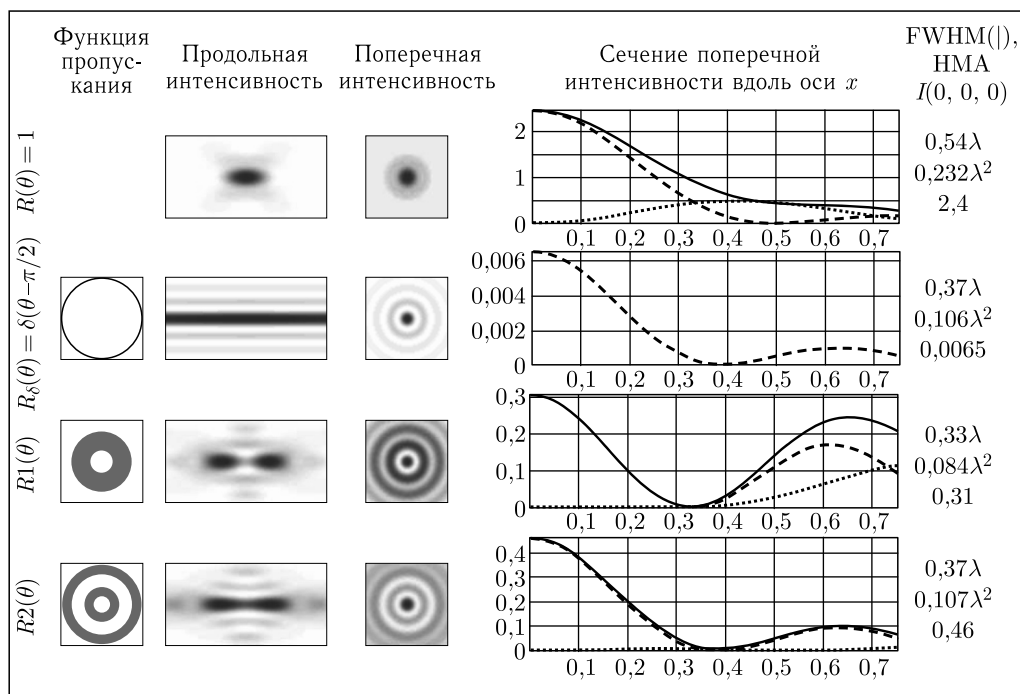 Функция
пропус-
кания
Продольная
интенсивность
Поперечная
интенсивность
Сечение поперечной
интенсивности вдоль оси x
FWHM(|),
HMA
I(0, 0, 0)
R(θ) = 1
2
1
0
0,1 0,2 0,3 0,4 0,5 0,6 0,7
0,54λ
0,232λ²
2,4
R_δ(θ) = δ(θ−π/2)
0,006
0,004
0,002
0
0,1 0,2 0,3 0,4 0,5 0,6 0,7
0,37λ
0,106λ²
0,0065
R1(θ)
0,3
0,2
0,1
0
0,1 0,2 0,3 0,4 0,5 0,6 0,7
0,33λ
0,084λ²
0,31
R2(θ)
0,4
0,3
0,2
0,1
0
0,1 0,2 0,3 0,4 0,5 0,6 0,7
0,37λ
0,107λ²
0,46